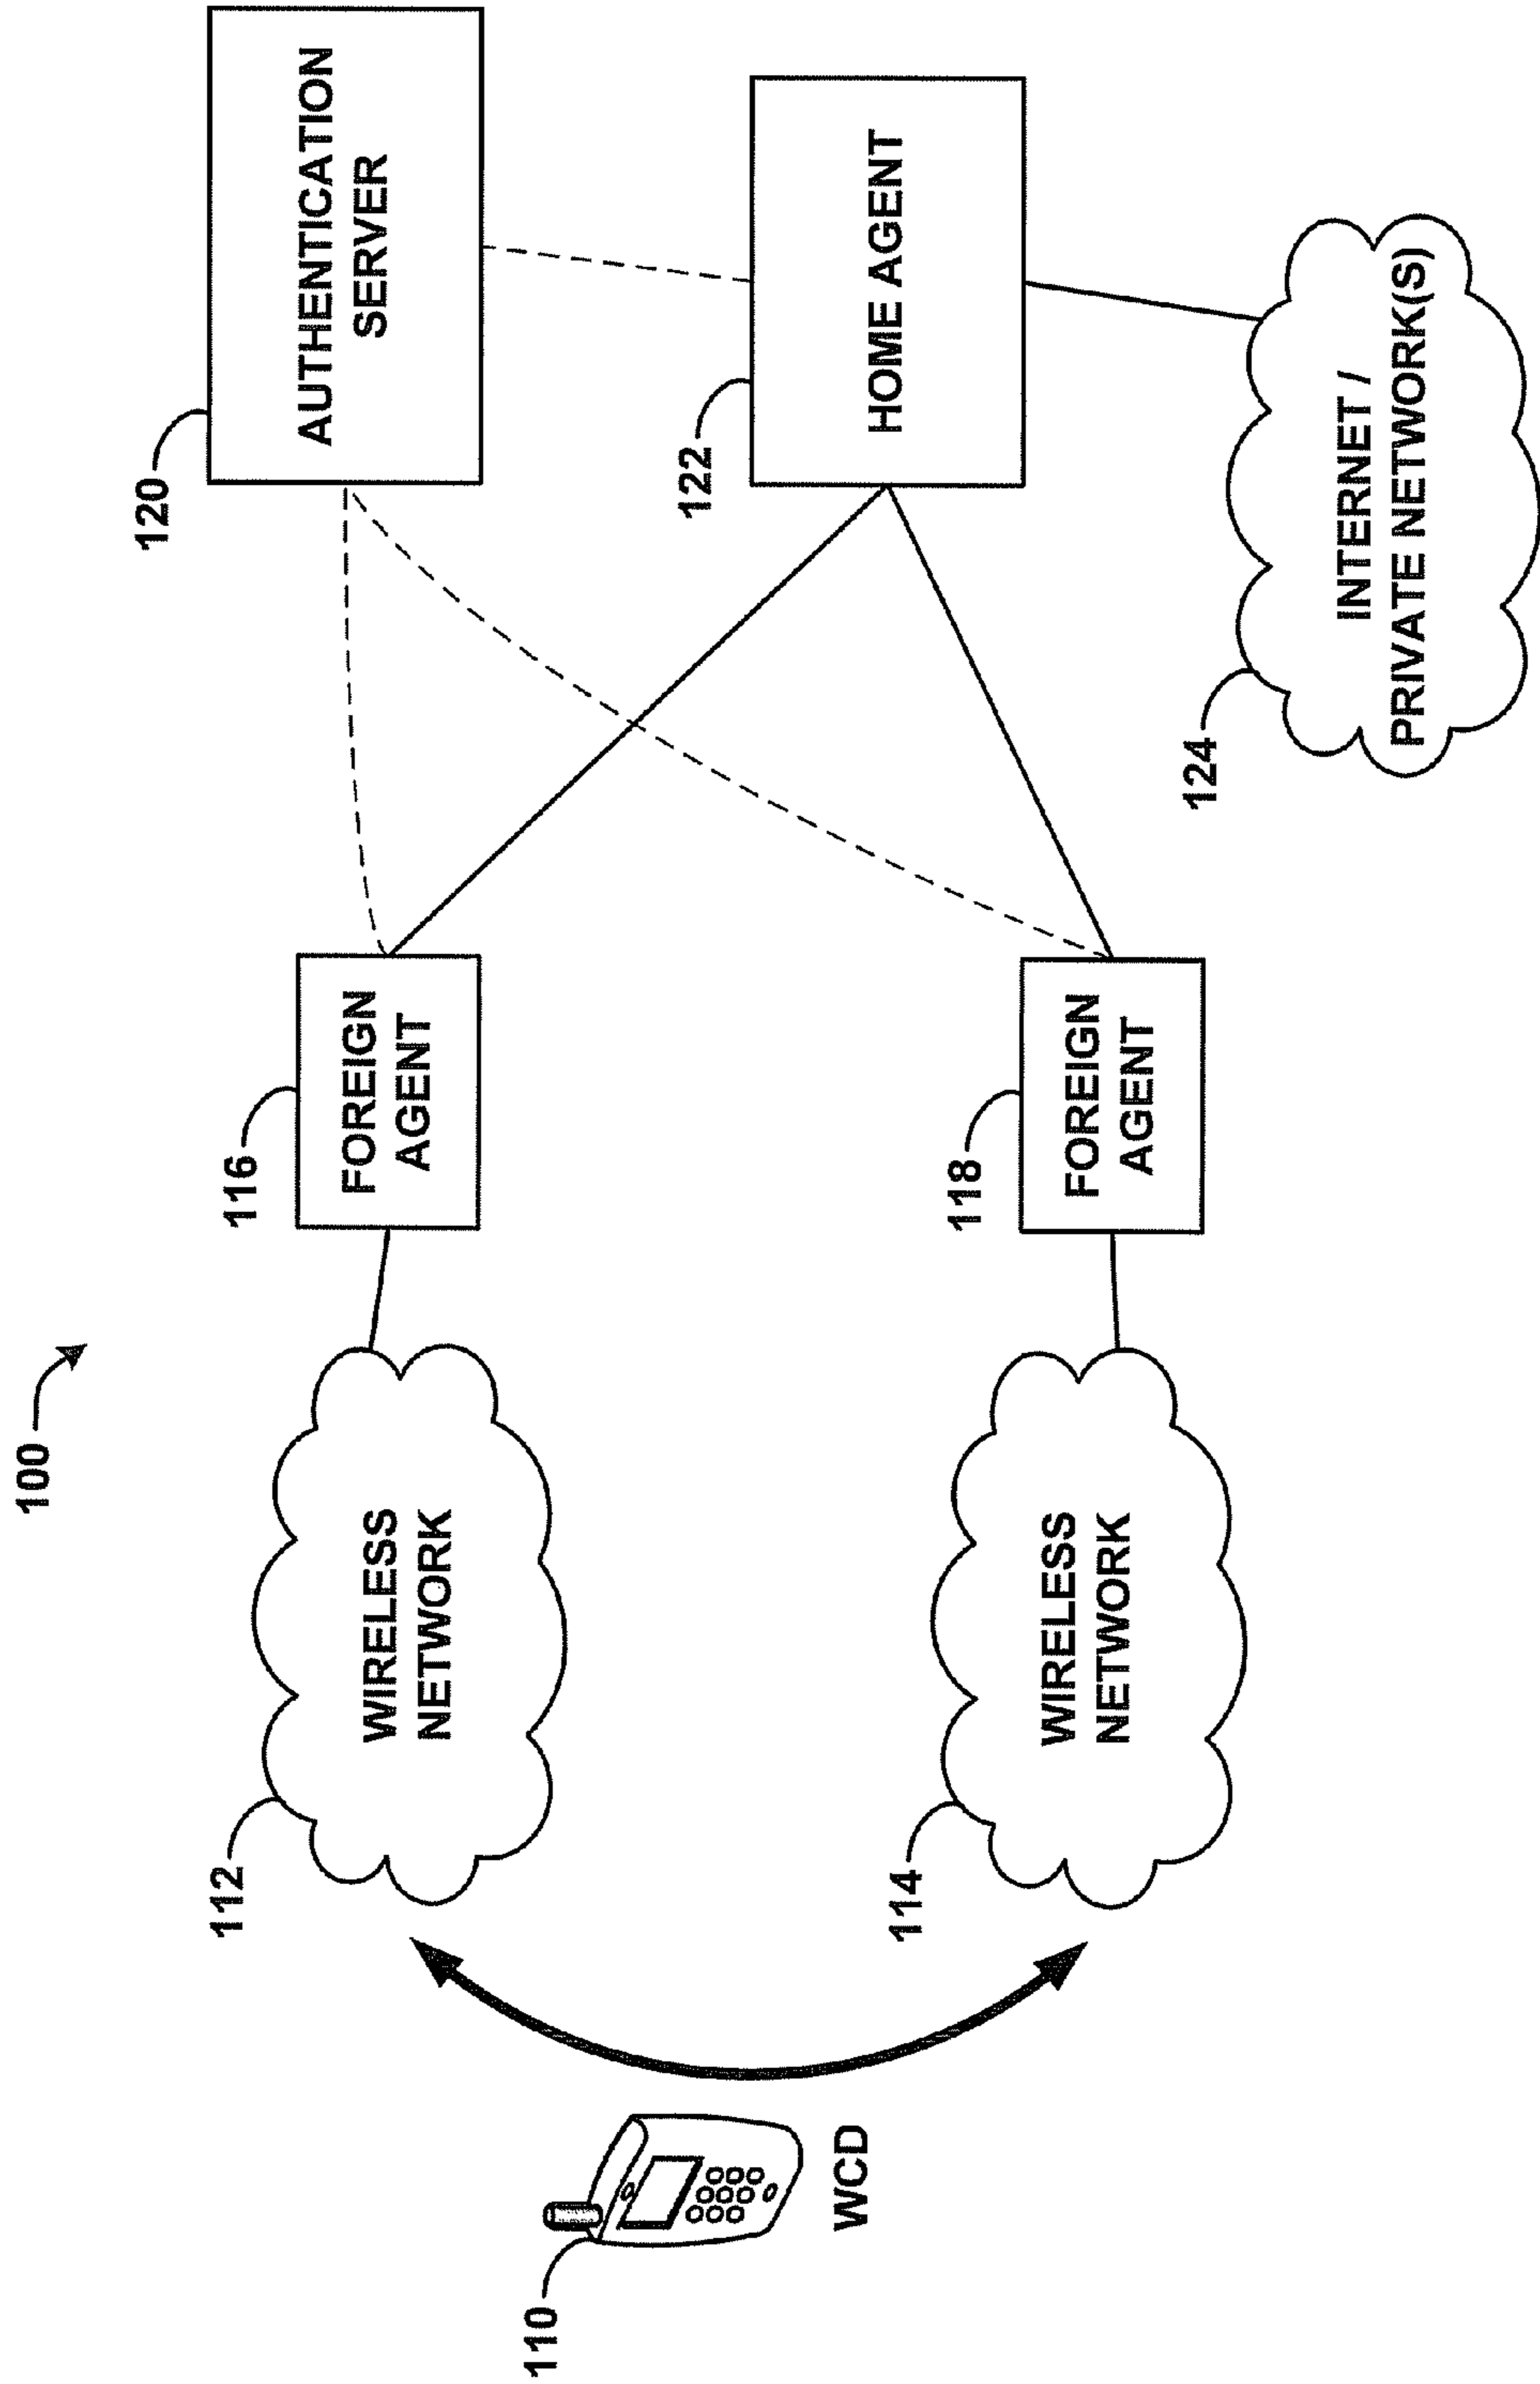 100
120
AUTHENTICATION
SERVER
116
FOREIGN
AGENT
112
WIRELESS
NETWORK
110
WCD
122
HOME AGENT
118
FOREIGN
AGENT
114
WIRELESS
NETWORK
124
INTERNET /
PRIVATE NETWORK(S)